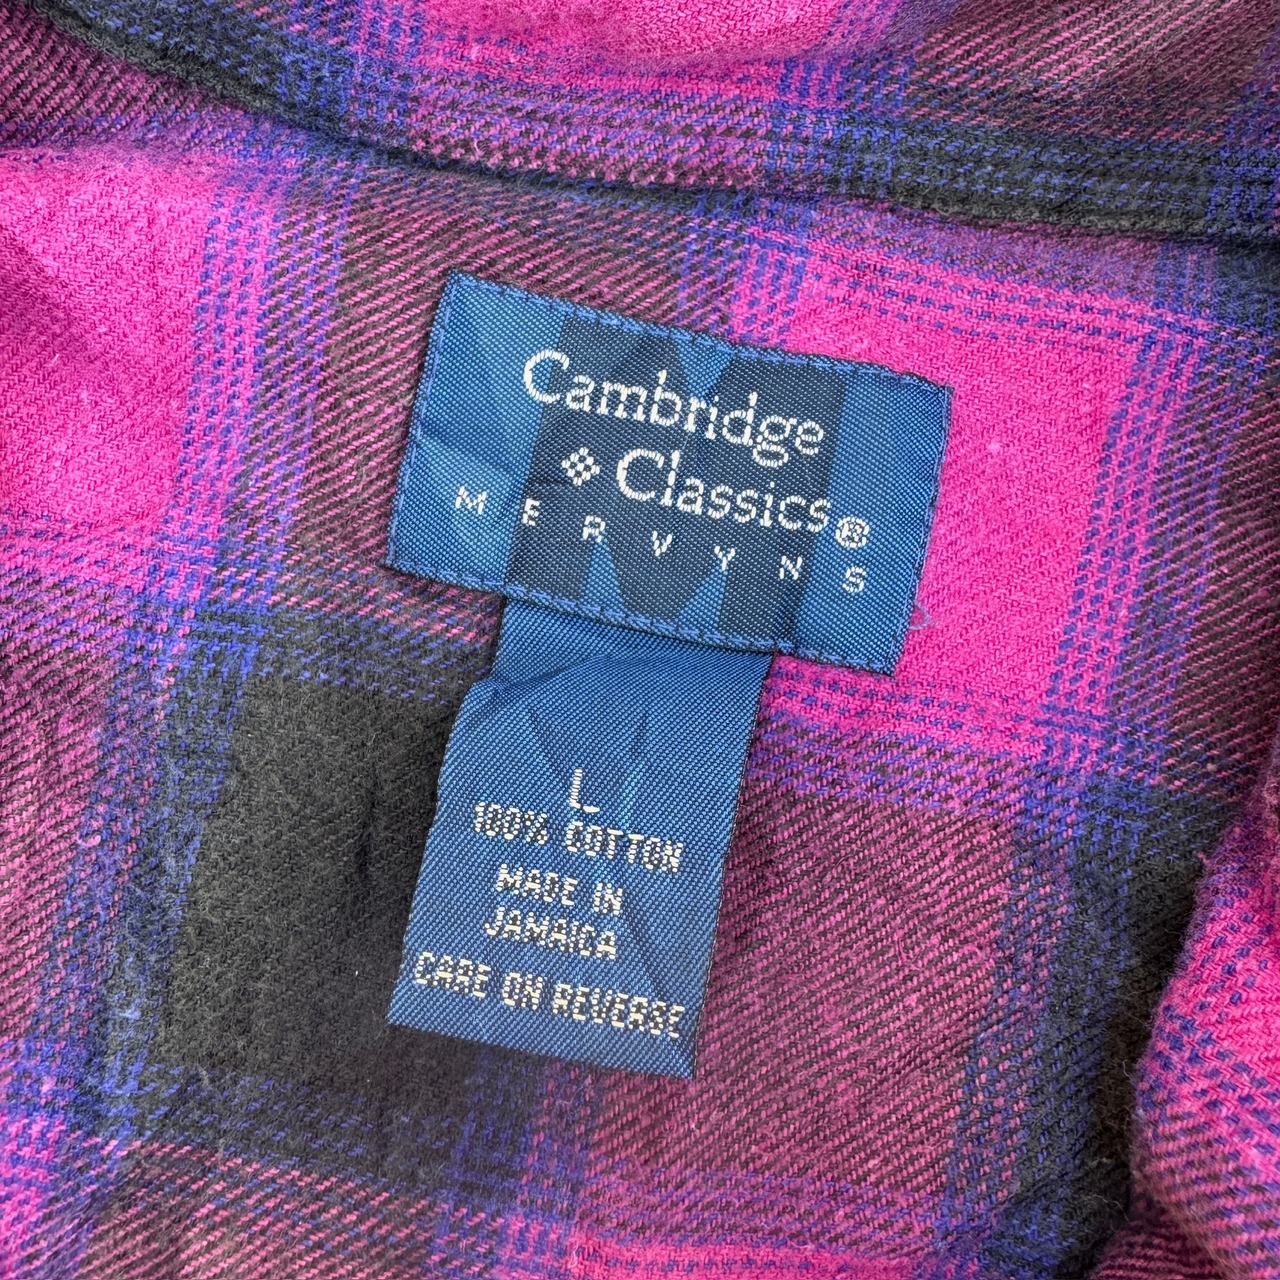 Cambridge
Classics®
MERVYNS
L
100% COTTON
MADE IN
JAMAICA
CARE ON REVERSE